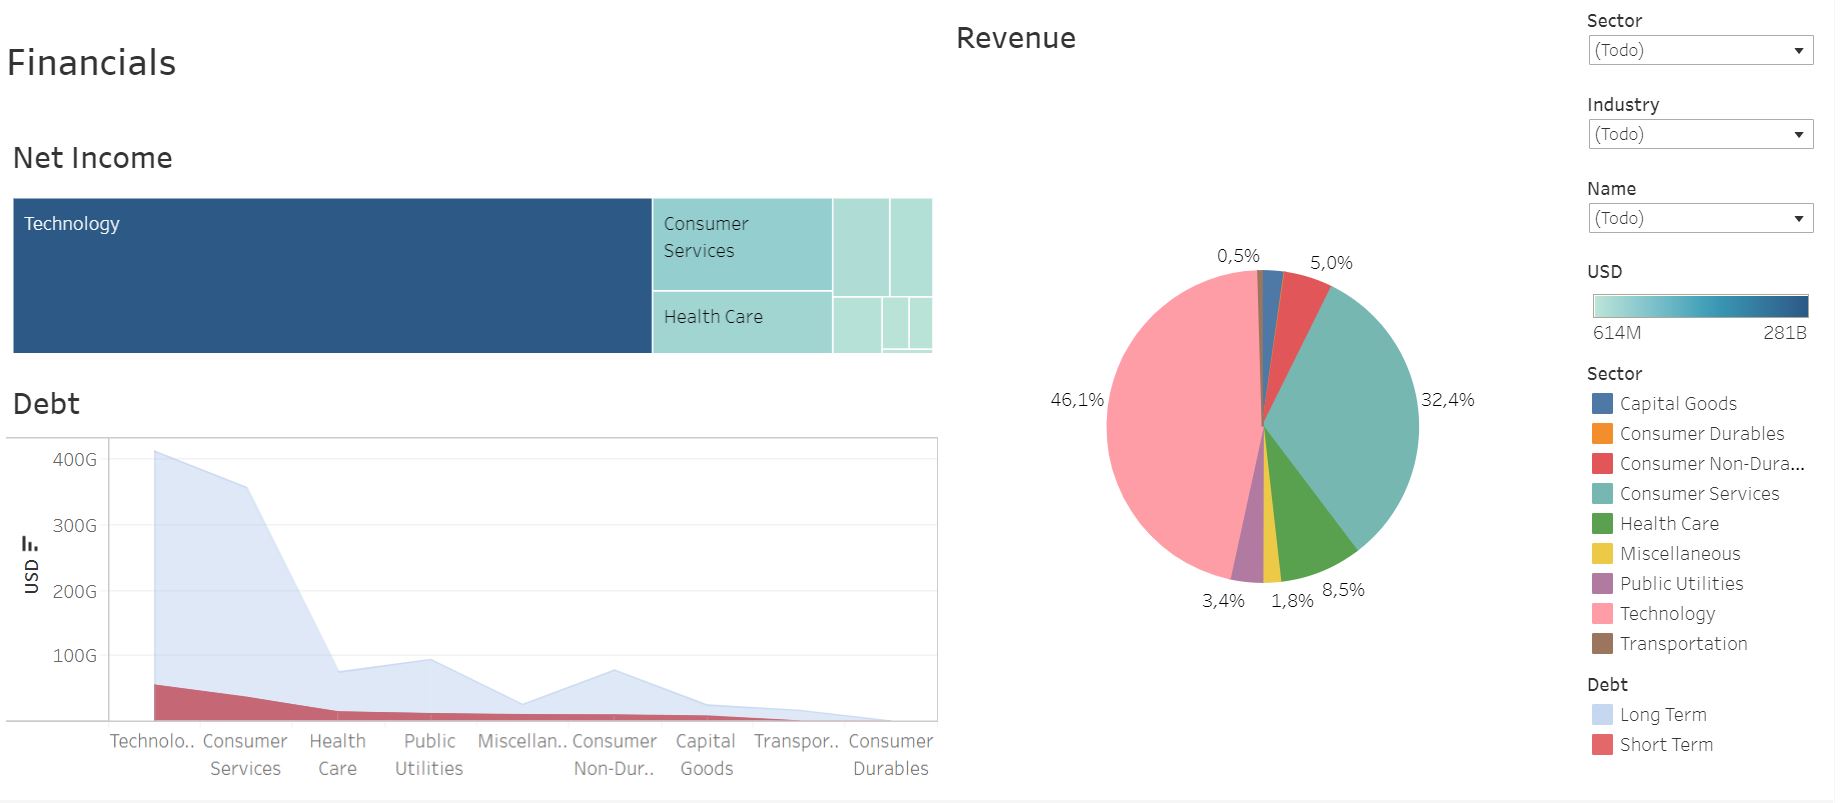 Financials
Net Income
Technology
Consumer
Services
Health Care
Debt
400G
300G
200G
100G
USD
Technolo..
Consumer
Services
Health
Care
Public
Utilities
Miscellan..
Consumer
Non-Dur..
Capital
Goods
Transpor..
Consumer
Durables
Revenue
0,5%
5,0%
46,1%
32,4%
3,4%
1,8%
8,5%
Sector
(Todo)
Industry
(Todo)
Name
(Todo)
USD
614M
281B
Sector
Capital Goods
Consumer Durables
Consumer Non-Dura...
Consumer Services
Health Care
Miscellaneous
Public Utilities
Technology
Transportation
Debt
Long Term
Short Term